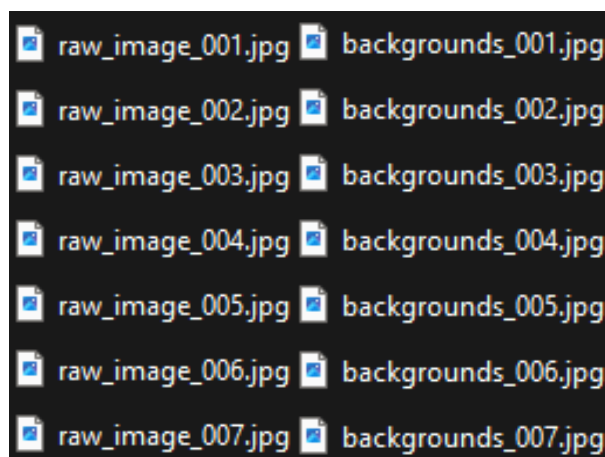 raw_image_001.jpg backgrounds_001.jpg
raw_image_002.jpg backgrounds_002.jpg
raw_image_003.jpg backgrounds_003.jpg
raw_image_004.jpg backgrounds_004.jpg
raw_image_005.jpg backgrounds_005.jpg
raw_image_006.jpg backgrounds_006.jpg
raw_image_007.jpg backgrounds_007.jpg